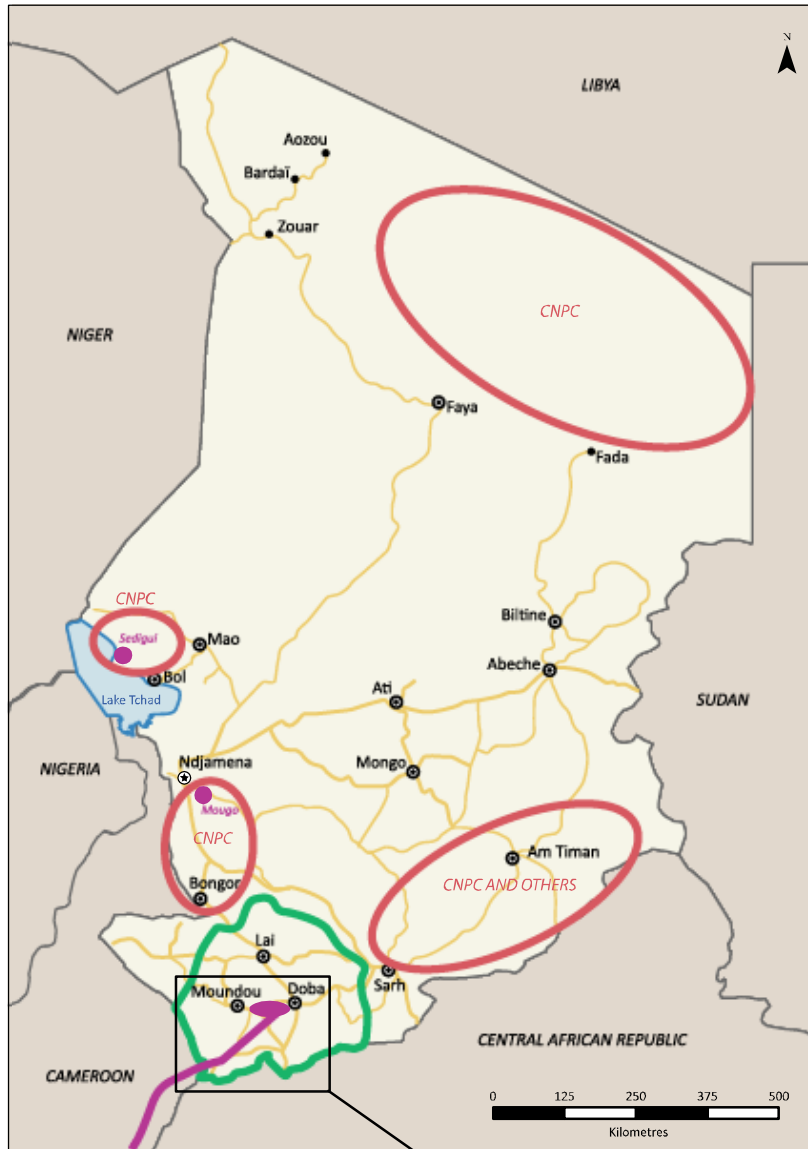 N
LIBYA
Aozou
Bardaï
Zouar
CNPC
NIGER
Faya
Fada
CNPC
Sedigui
Mao
Biltine
Bol
Abeche
Lake Tchad
Ati
SUDAN
Ndjamena
NIGERIA
Mongo
Mougo
CNPC
Am Timan
CNPC AND OTHERS
Bongor
Lai
Sarh
Moundou
Doba
CENTRAL AFRICAN REPUBLIC
CAMEROON
0 125 250 375 500
Kilometres